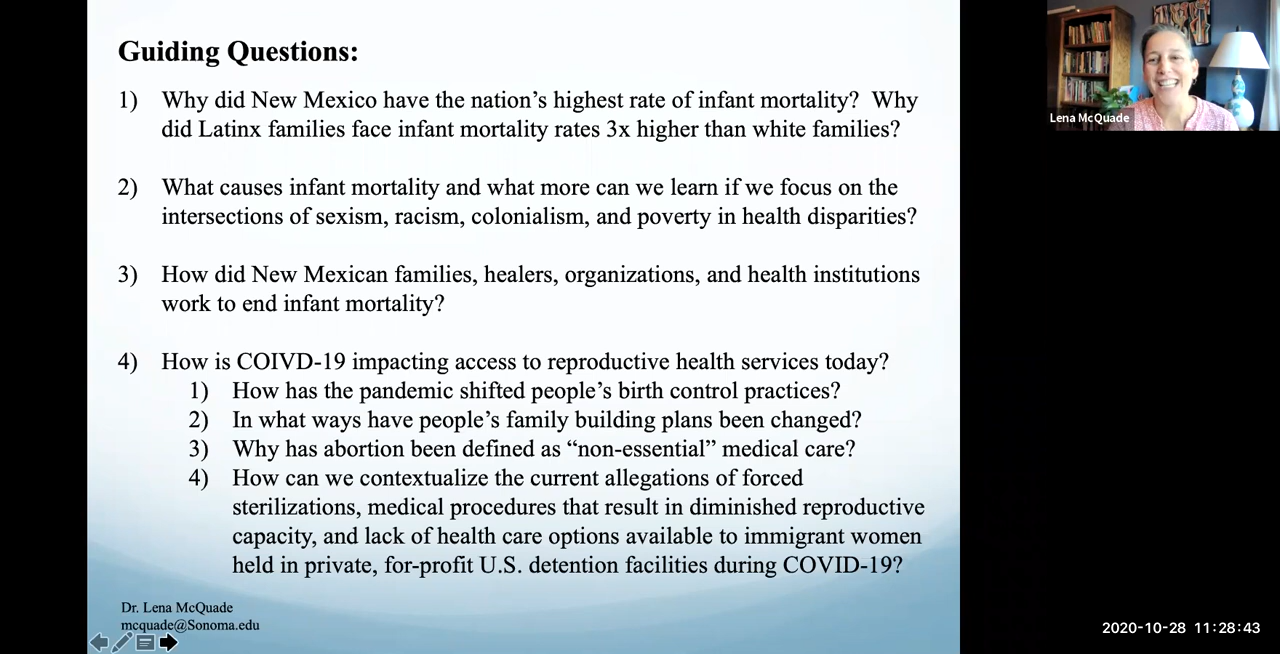 Guiding Questions:
1) Why did New Mexico have the nation's highest rate of infant mortality? Why
did Latinx families face infant mortality rates 3x higher than white families?
2) What causes infant mortality and what more can we learn if we focus on the
intersections of sexism, racism, colonialism, and poverty in health disparities?
3) How did New Mexican families, healers, organizations, and health institutions
work to end infant mortality?
4) How is COIVD-19 impacting access to reproductive health services today?
1) How has the pandemic shifted people's birth control practices?
2) In what ways have people's family building plans been changed?
3) Why has abortion been defined as “non-essential” medical care?
4) How can we contextualize the current allegations of forced
sterilizations, medical procedures that result in diminished reproductive
capacity, and lack of health care options available to immigrant women
held in private, for-profit U.S. detention facilities during COVID-19?
Dr. Lena McQuade
mcquade@Sonoma.edu
Lena McQuade
2020-10-28 11:28:43